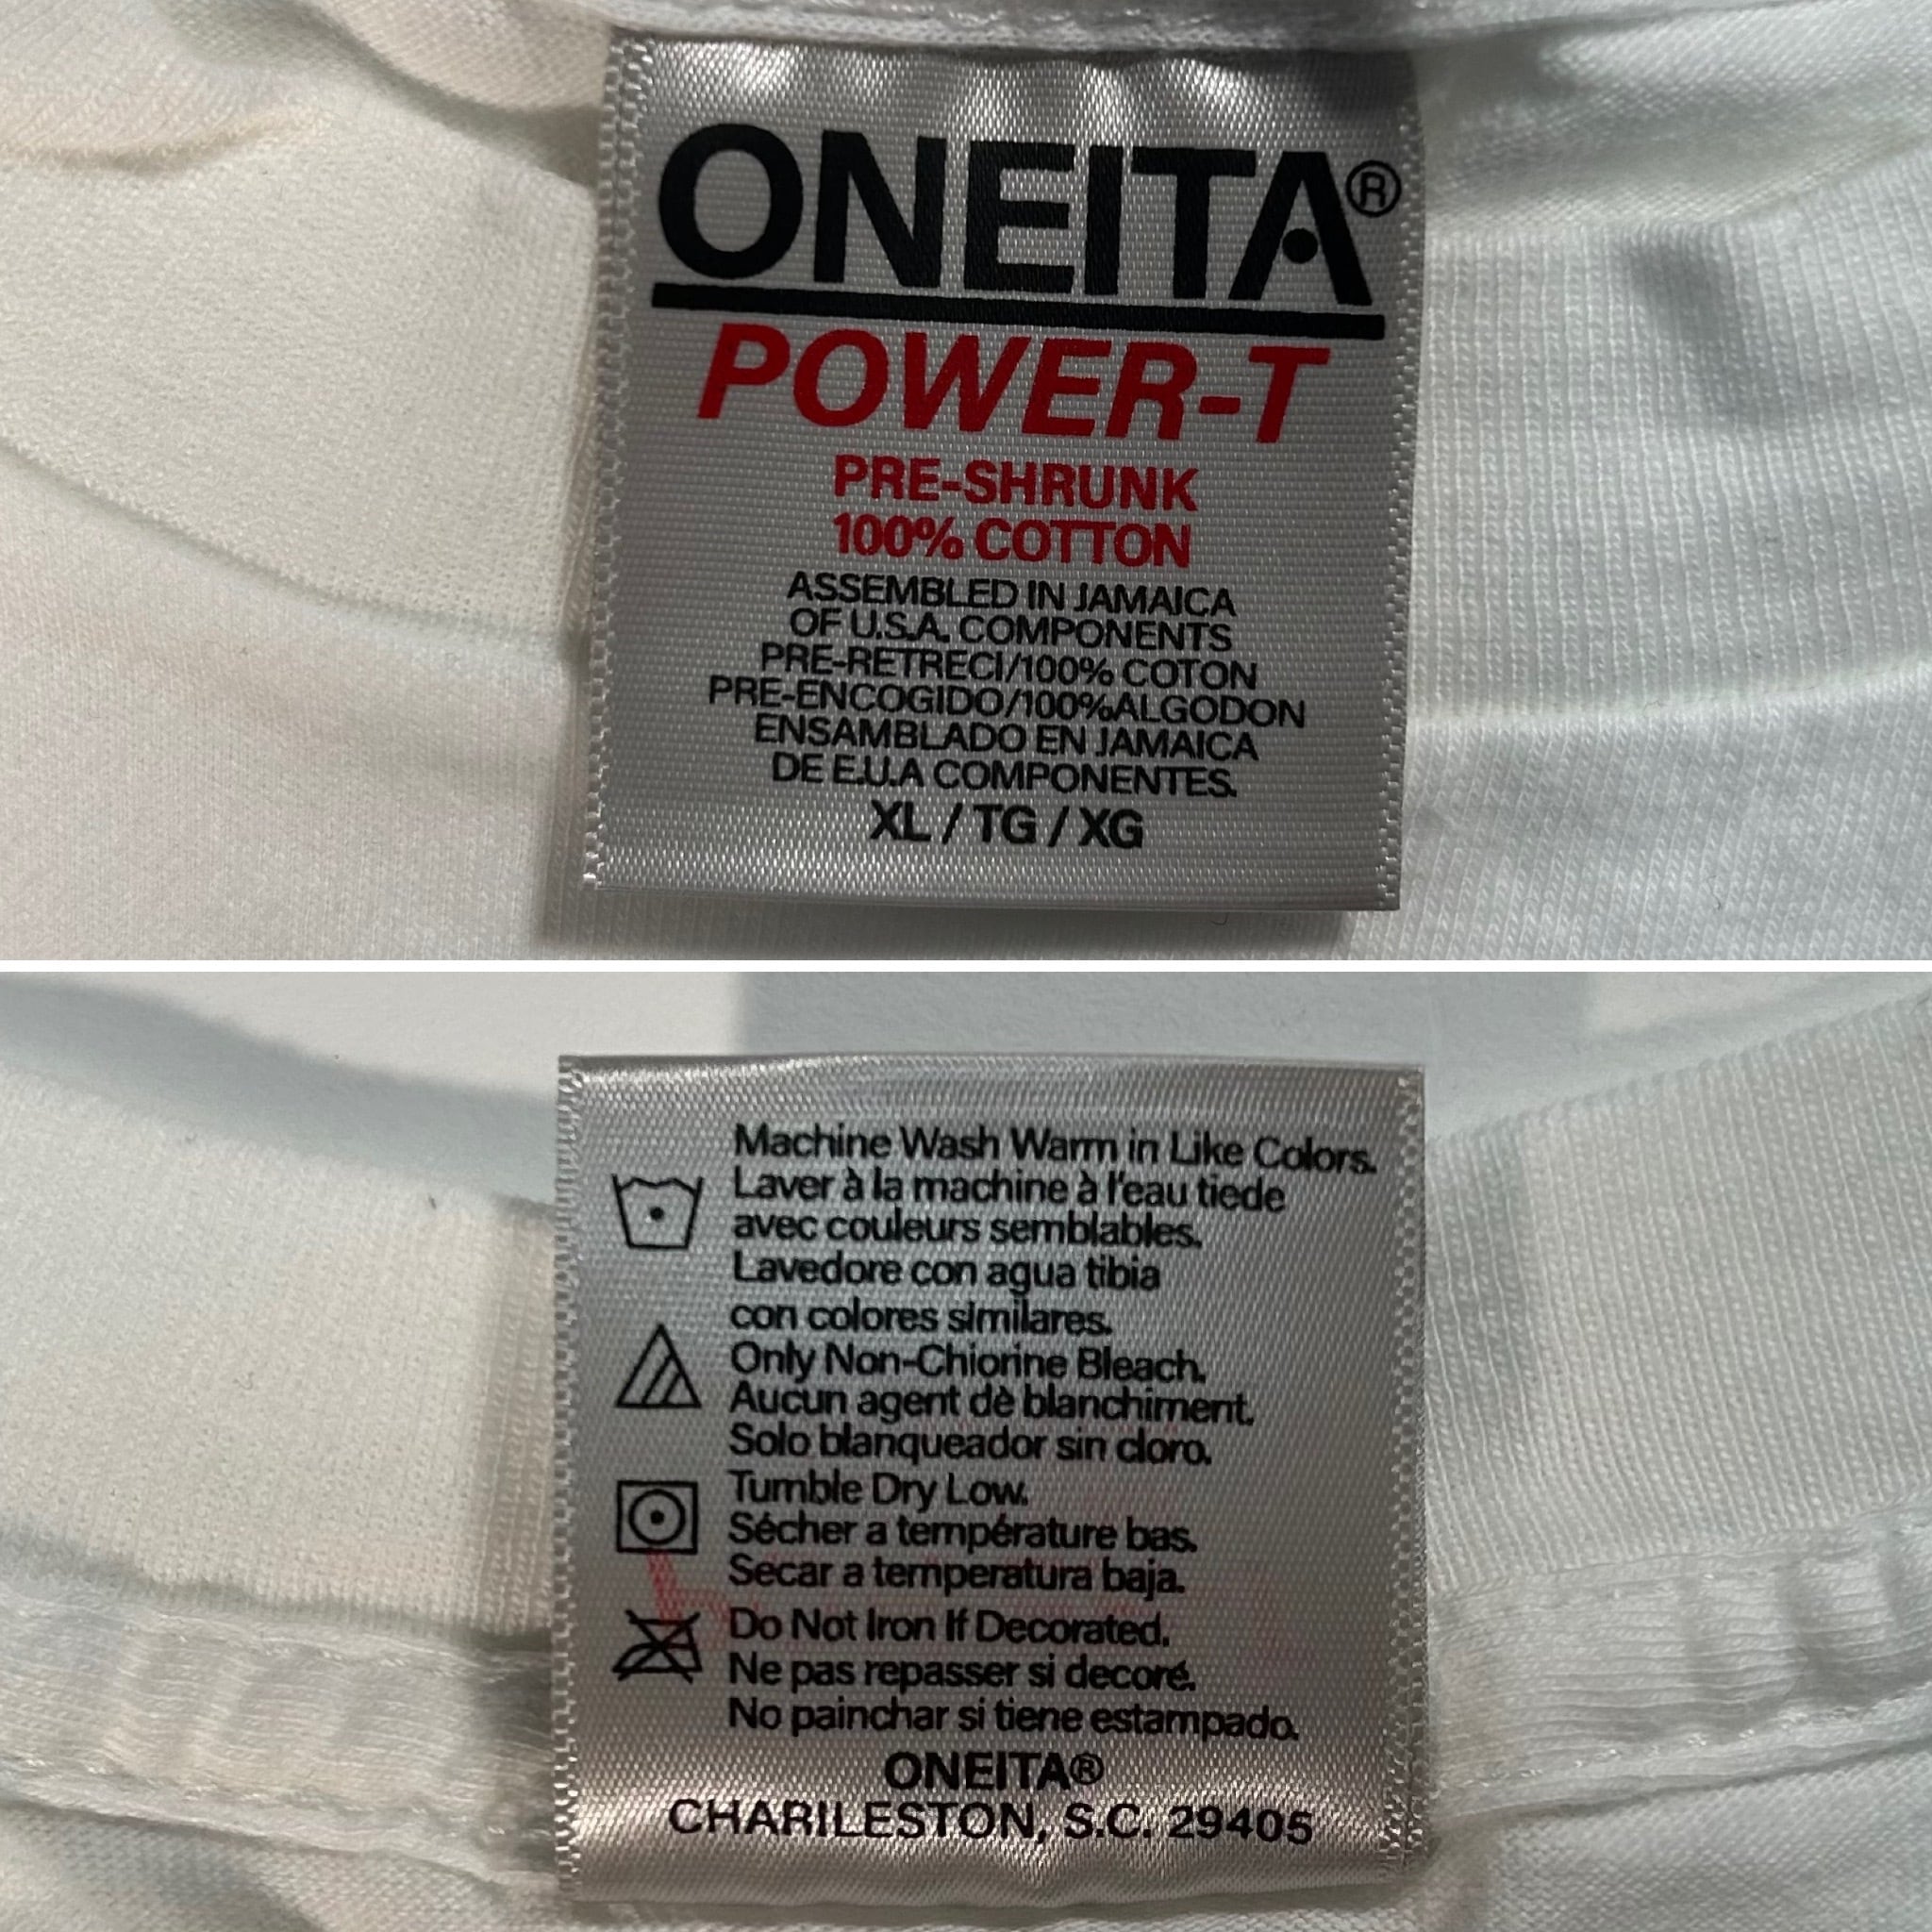 ONEITA®
POWER-T
PRE-SHRUNK
100% COTTON
ASSEMBLED IN JAMAICA
OF U.S.A. COMPONENTS
PRE-RETRECI/100% COTON
PRE-ENCOGIDO/100%ALGODON
ENSAMBLADO EN JAMAICA
DE E.U.A COMPONENTES.
XL / TG / XG
Machine Wash Warm in Like Colors.
Laver à la machine à l'eau tiede
avec couleurs semblables.
Lavedore con agua tibia
con colores similares.
Only Non-Chiorine Bleach.
Aucun agent dè blanchiment.
Solo blanqueador sin cloro.
Tumble Dry Low.
Sécher a température bas.
Secar a temperatura baja.
Do Not Iron If Decorated.
Ne pas repasser si decoré.
No painchar si tiene estampado.
ONEITA®
CHARILESTON, S.C. 29405